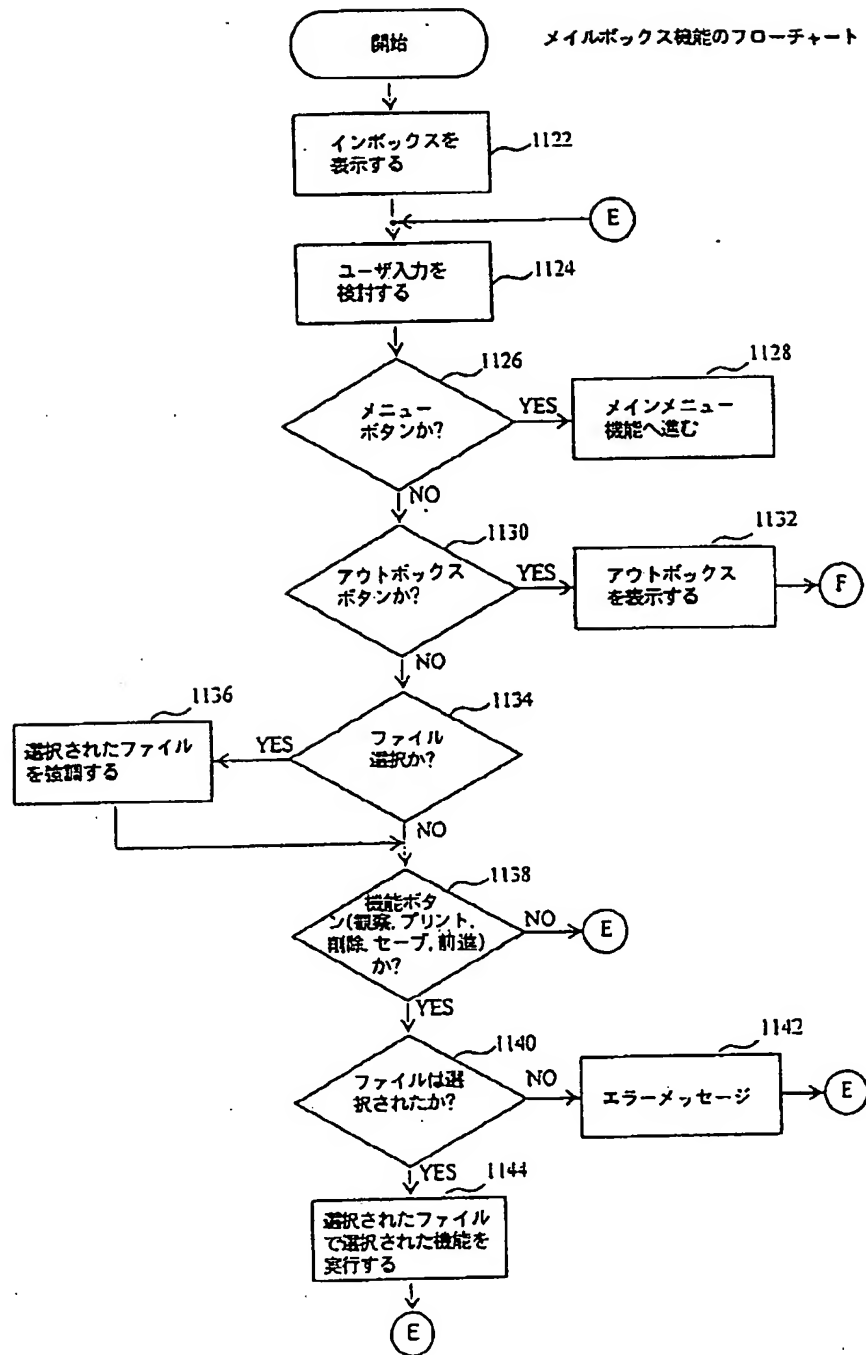 開始
メイルボックス機能のフローチャート
インボックスを
表示する
1122
E
ユーザ入力を
検討する
1124
1126
メニュー
ボタンか?
YES
1128
メインメニュー
機能へ進む
NO
1130
アウトボックス
ボタンか?
YES
1132
アウトボックス
を表示する
F
NO
1136
選択されたファイル
を強調する
YES
1134
ファイル
選択か?
NO
1138
機能ボタ
ン(観察,プリント,
削除,セーブ,前進)
か?
NO
E
YES
1140
ファイルは選
択されたか?
NO
1142
エラーメッセージ
E
YES
1144
選択されたファイル
で選択された機能を
実行する
E